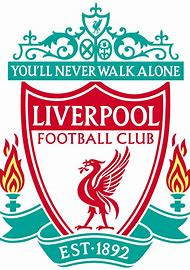 YOU'LL NEVER WALK ALONE
LIVERPOOL
FOOTBALL CLUB
EST·1892